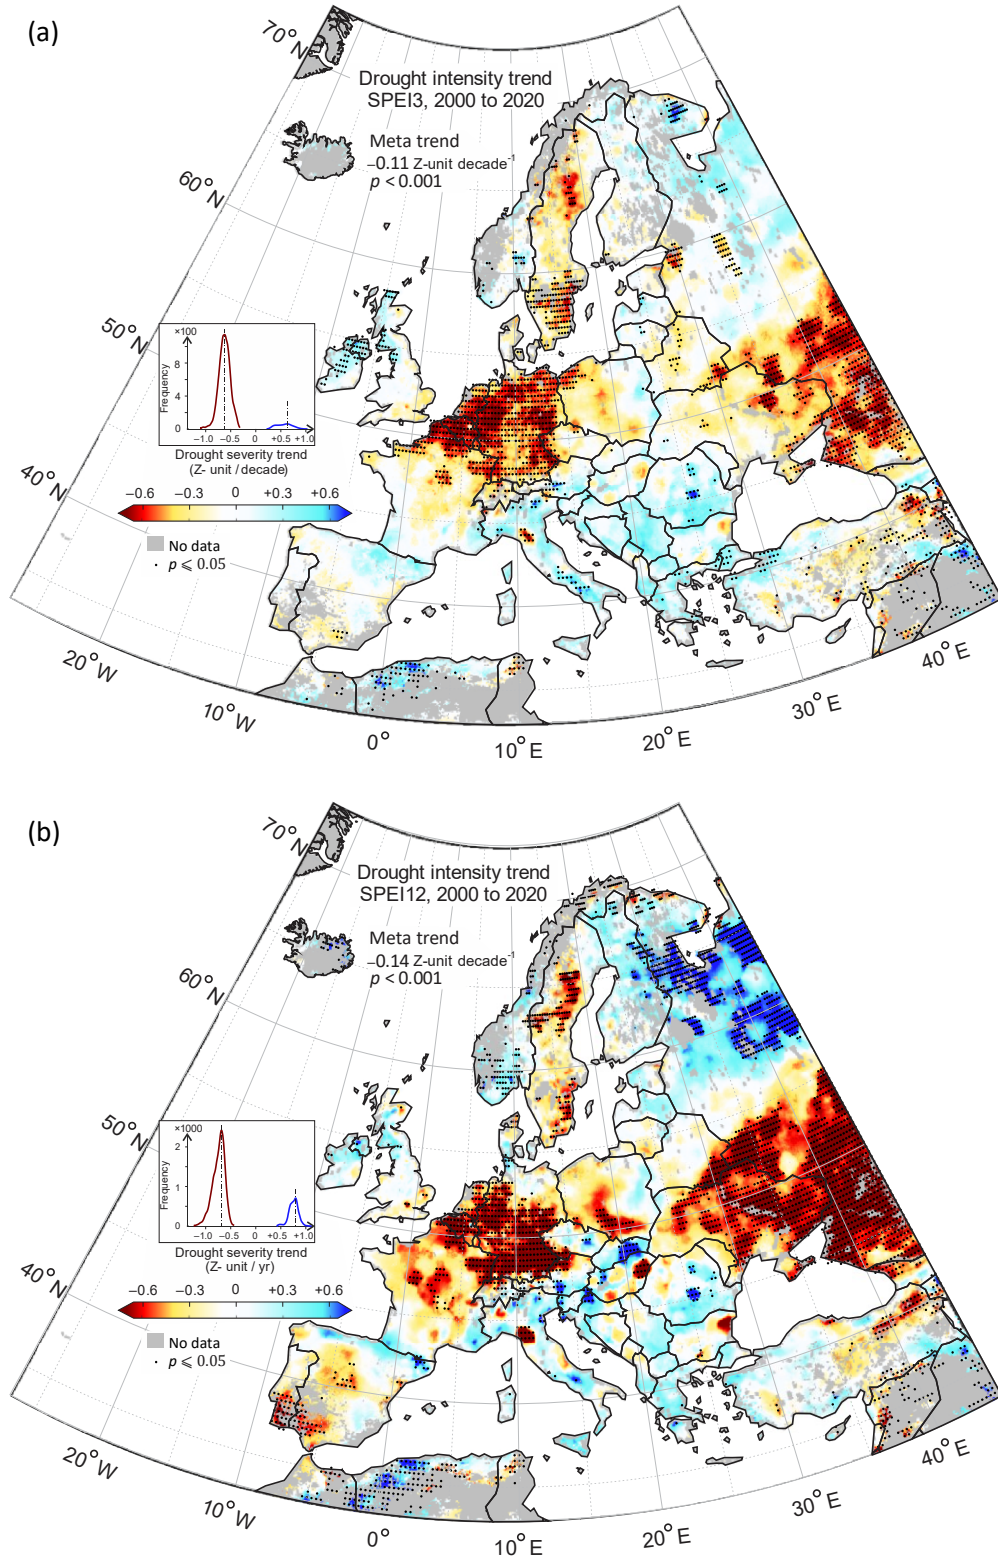 (a)
70°N
60°N
50°N
40°N
Drought intensity trend
SPEI3, 2000 to 2020
Meta trend
−0.11 Z-unit decade⁻¹
p < 0.001
×100
8
4
0
Frequency
−1.0 −0.5 0 +0.5 +1.0
Drought severity trend
(Z- unit / decade)
−0.6 −0.3 0 +0.3 +0.6
No data
p ⩽ 0.05
20°W
10°W
0°
10°E
20°E
30°E
40°E
(b)
70°N
60°N
50°N
40°N
Drought intensity trend
SPEI12, 2000 to 2020
Meta trend
−0.14 Z-unit decade⁻¹
p < 0.001
×1000
2
1
0
Frequency
−1.0 −0.5 0 +0.5 +1.0
Drought severity trend
(Z- unit / yr)
−0.6 −0.3 0 +0.3 +0.6
No data
p ⩽ 0.05
20°W
10°W
0°
10°E
20°E
30°E
40°E